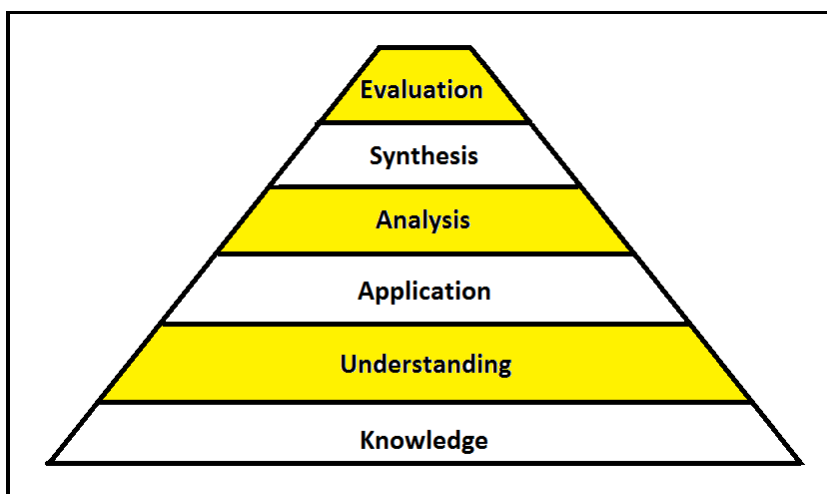 Evaluation
Synthesis
Analysis
Application
Understanding
Knowledge